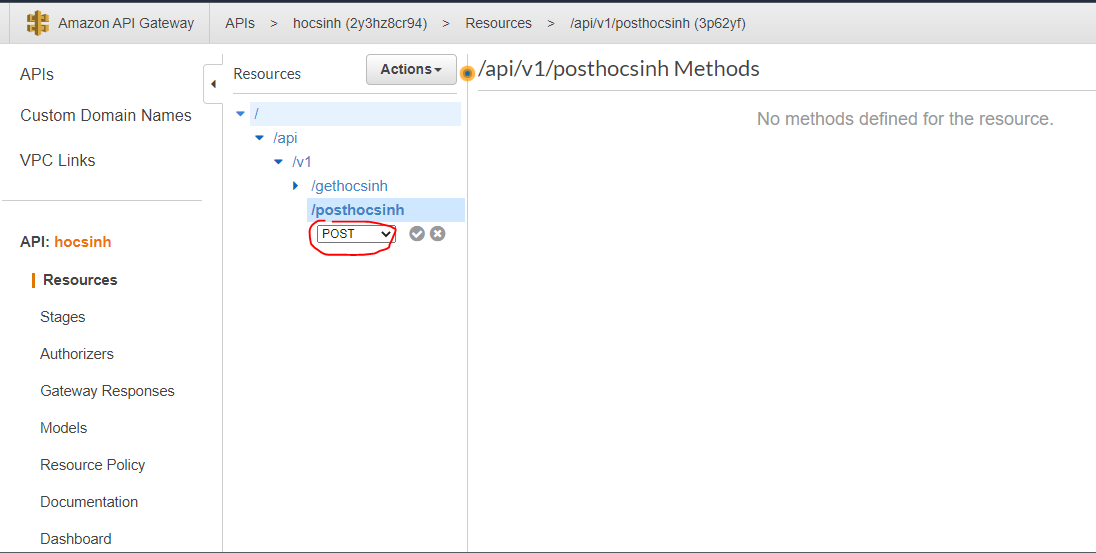 Amazon API Gateway
APIs > hocsinh (2y3hz8cr94) > Resources > /api/v1/posthocsinh (3p62yf)
APIs
Custom Domain Names
VPC Links
API: hocsinh
Resources
Stages
Authorizers
Gateway Responses
Models
Resource Policy
Documentation
Dashboard
Resources
Actions
/
/api
/v1
/gethocsinh
/posthocsinh
POST
/api/v1/posthocsinh Methods
No methods defined for the resource.